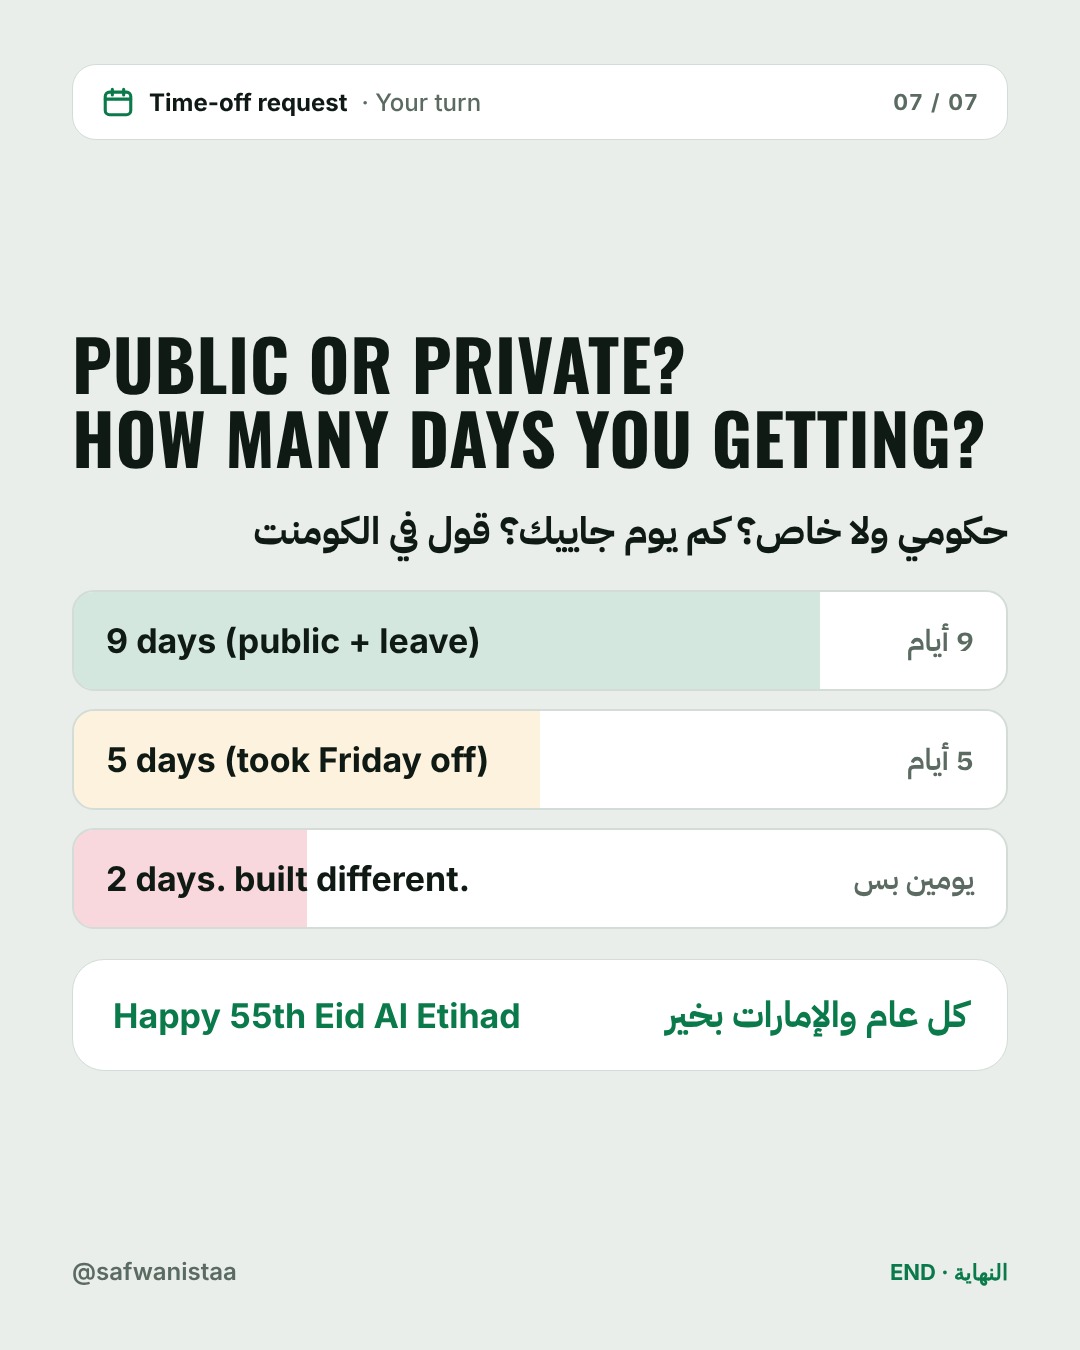 Time-off request · Your turn
07 / 07
PUBLIC OR PRIVATE?
HOW MANY DAYS YOU GETTING?
حكومي ولا خاص؟ كم يوم جاييك؟ قول في الكومنت
9 days (public + leave)
9 أيام
5 days (took Friday off)
5 أيام
2 days. built different.
يومين بس
Happy 55th Eid Al Etihad
كل عام والإمارات بخير
@safwanistaa
END · النهاية